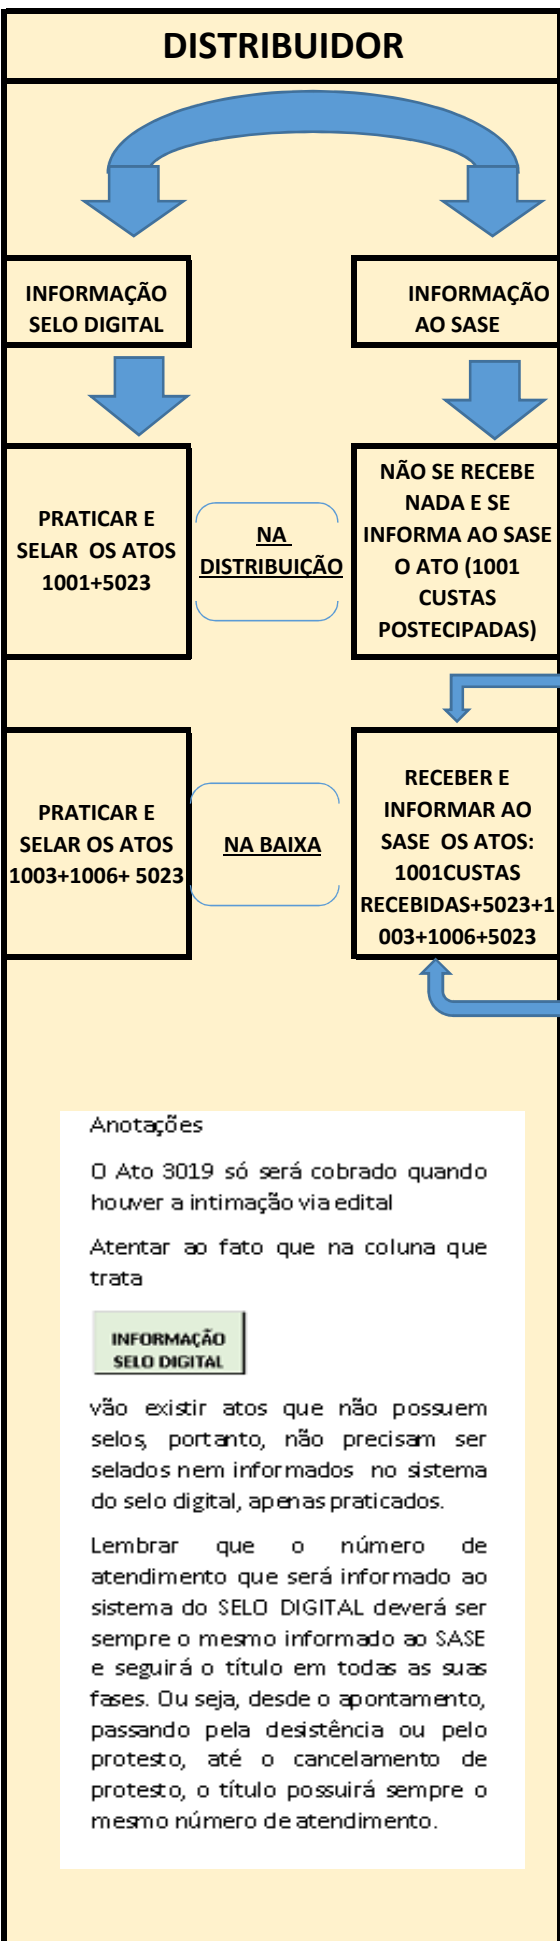 DISTRIBUIDOR
INFORMAÇÃO
SELO DIGITAL
INFORMAÇÃO
AO SASE
PRATICAR E
SELAR OS ATOS
1001+5023
NA
DISTRIBUIÇÃO
NÃO SE RECEBE
NADA E SE
INFORMA AO SASE
O ATO (1001
CUSTAS
POSTECIPADAS)
PRATICAR E
SELAR OS ATOS
1003+1006+ 5023
NA BAIXA
RECEBER E
INFORMAR AO
SASE OS ATOS:
1001CUSTAS
RECEBIDAS+5023+1
003+1006+5023
Anotações
O Ato 3019 só será cobrado quando
houver a intimação via edital
Atentar ao fato que na coluna que
trata
INFORMAÇÃO
SELO DIGITAL
vão existir atos que não possuem
selos, portanto, não precisam ser
selados nem informados no sistema
do selo digital, apenas praticados.
Lembrar que o número de
atendimento que será informado ao
sistema do SELO DIGITAL deverá ser
sempre o mesmo informado ao SASE
e seguirá o título em todas as suas
fases. Ou seja, desde o apontamento,
passando pela desistência ou pelo
protesto, até o cancelamento de
protesto, o título possuirá sempre o
mesmo número de atendimento.